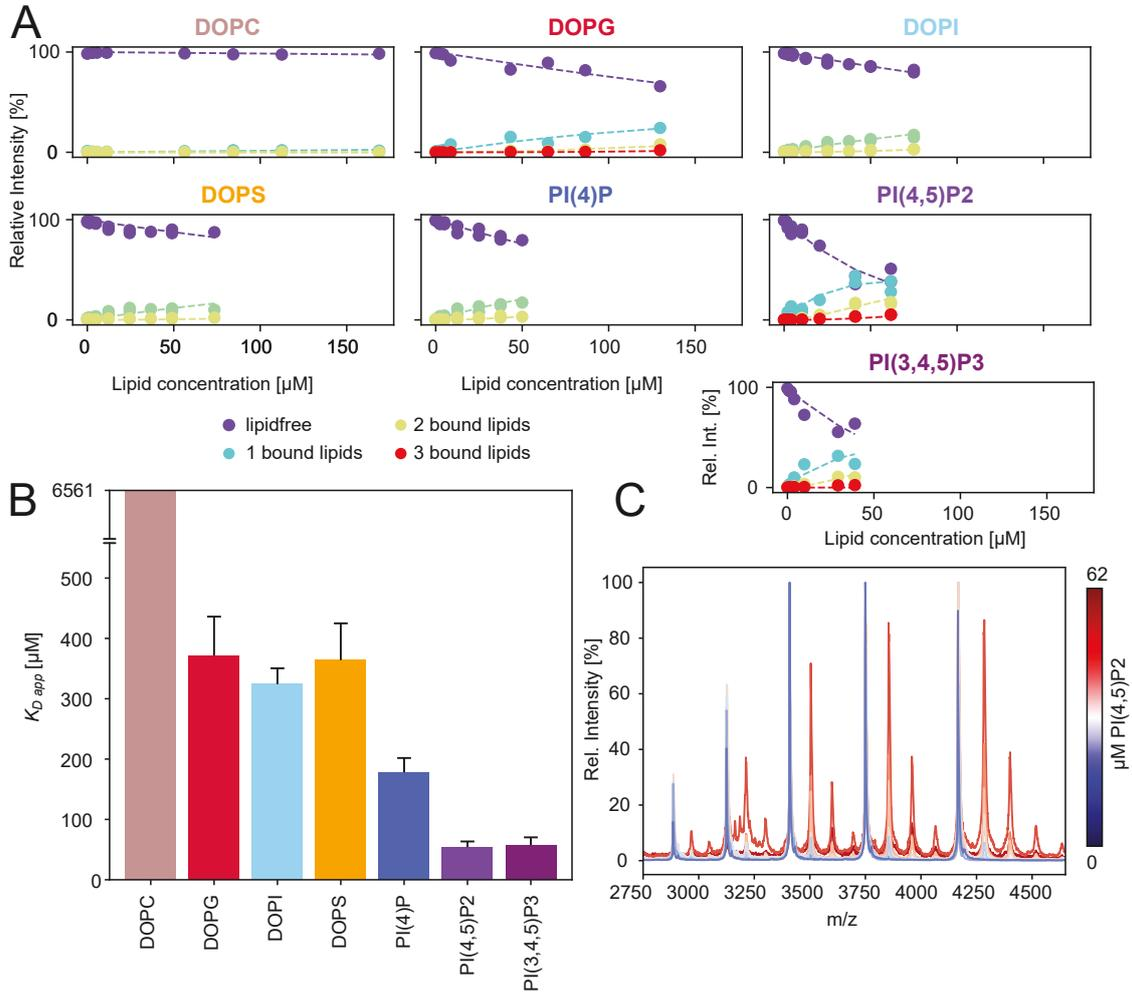 A
DOPC
DOPG
DOPI
100
0
Relative Intensity [%]
DOPS
PI(4)P
PI(4,5)P2
100
0
0 50 100 150
0 50 100 150
Lipid concentration [µM]
Lipid concentration [µM]
PI(3,4,5)P3
100
0
Rel. Int. [%]
0 50 100 150
Lipid concentration [µM]
lipidfree
2 bound lipids
1 bound lipids
3 bound lipids
B
6561
500
400
300
200
100
0
K D app [µM]
DOPC
DOPG
DOPI
DOPS
PI(4)P
PI(4,5)P2
PI(3,4,5)P3
C
100
80
60
40
20
0
Rel. Intensity [%]
2750 3000 3250 3500 3750 4000 4250 4500
m/z
62
µM PI(4,5)P2
0